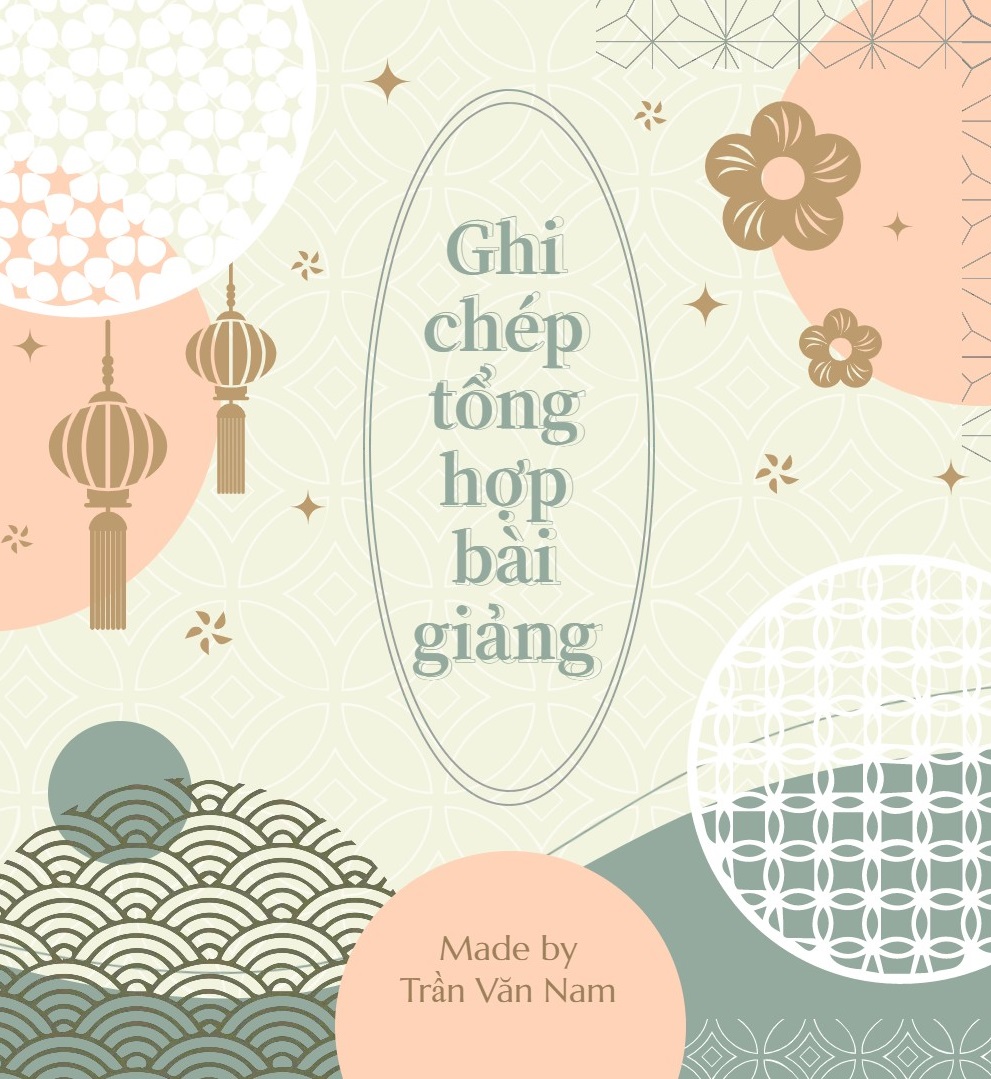 Ghi
chép
tổng
hợp
bài
giảng
Made by
Trần Văn Nam